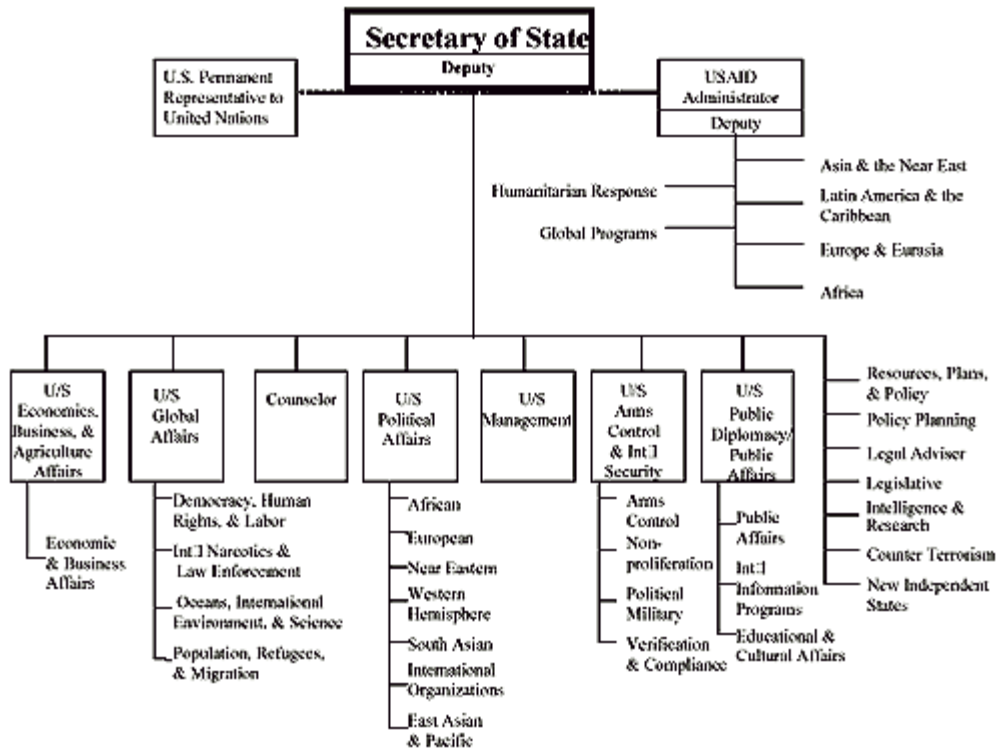 Secretary of State
Deputy
U.S. Permanent
Representative to
United Nations
USAID
Administrator
Deputy
Asia & the Near East
Humanitarian Response
Latin America & the
Caribbean
Global Programs
Europe & Eurasia
Africa
U/S
Economics,
Business, &
Agriculture
Affairs
Economic
& Business
Affairs
U/S
Global
Affairs
Democracy, Human
Rights, & Labor
Int□ Narcotics &
Law Enforcement
Oceans, International
Environment, & Science
Population, Refugees,
& Migration
Counselor
U/S
Political
Affairs
African
European
Near Eastern
Western
Hemisphere
South Asian
International
Organizations
East Asian
& Pacific
U/S
Management
U/S
Arms
Control
& Int□
Security
Arms
Control
Non-
proliferation
Political
Military
Verification
& Compliance
U/S
Public
Diplomacy/
Public
Affairs
Public
Affairs
Int□
Information
Programs
Educational &
Cultural Affairs
Resources, Plans,
& Policy
Policy Planning
Legal Adviser
Legislative
Intelligence &
Research
Counter Terrorism
New Independent
States